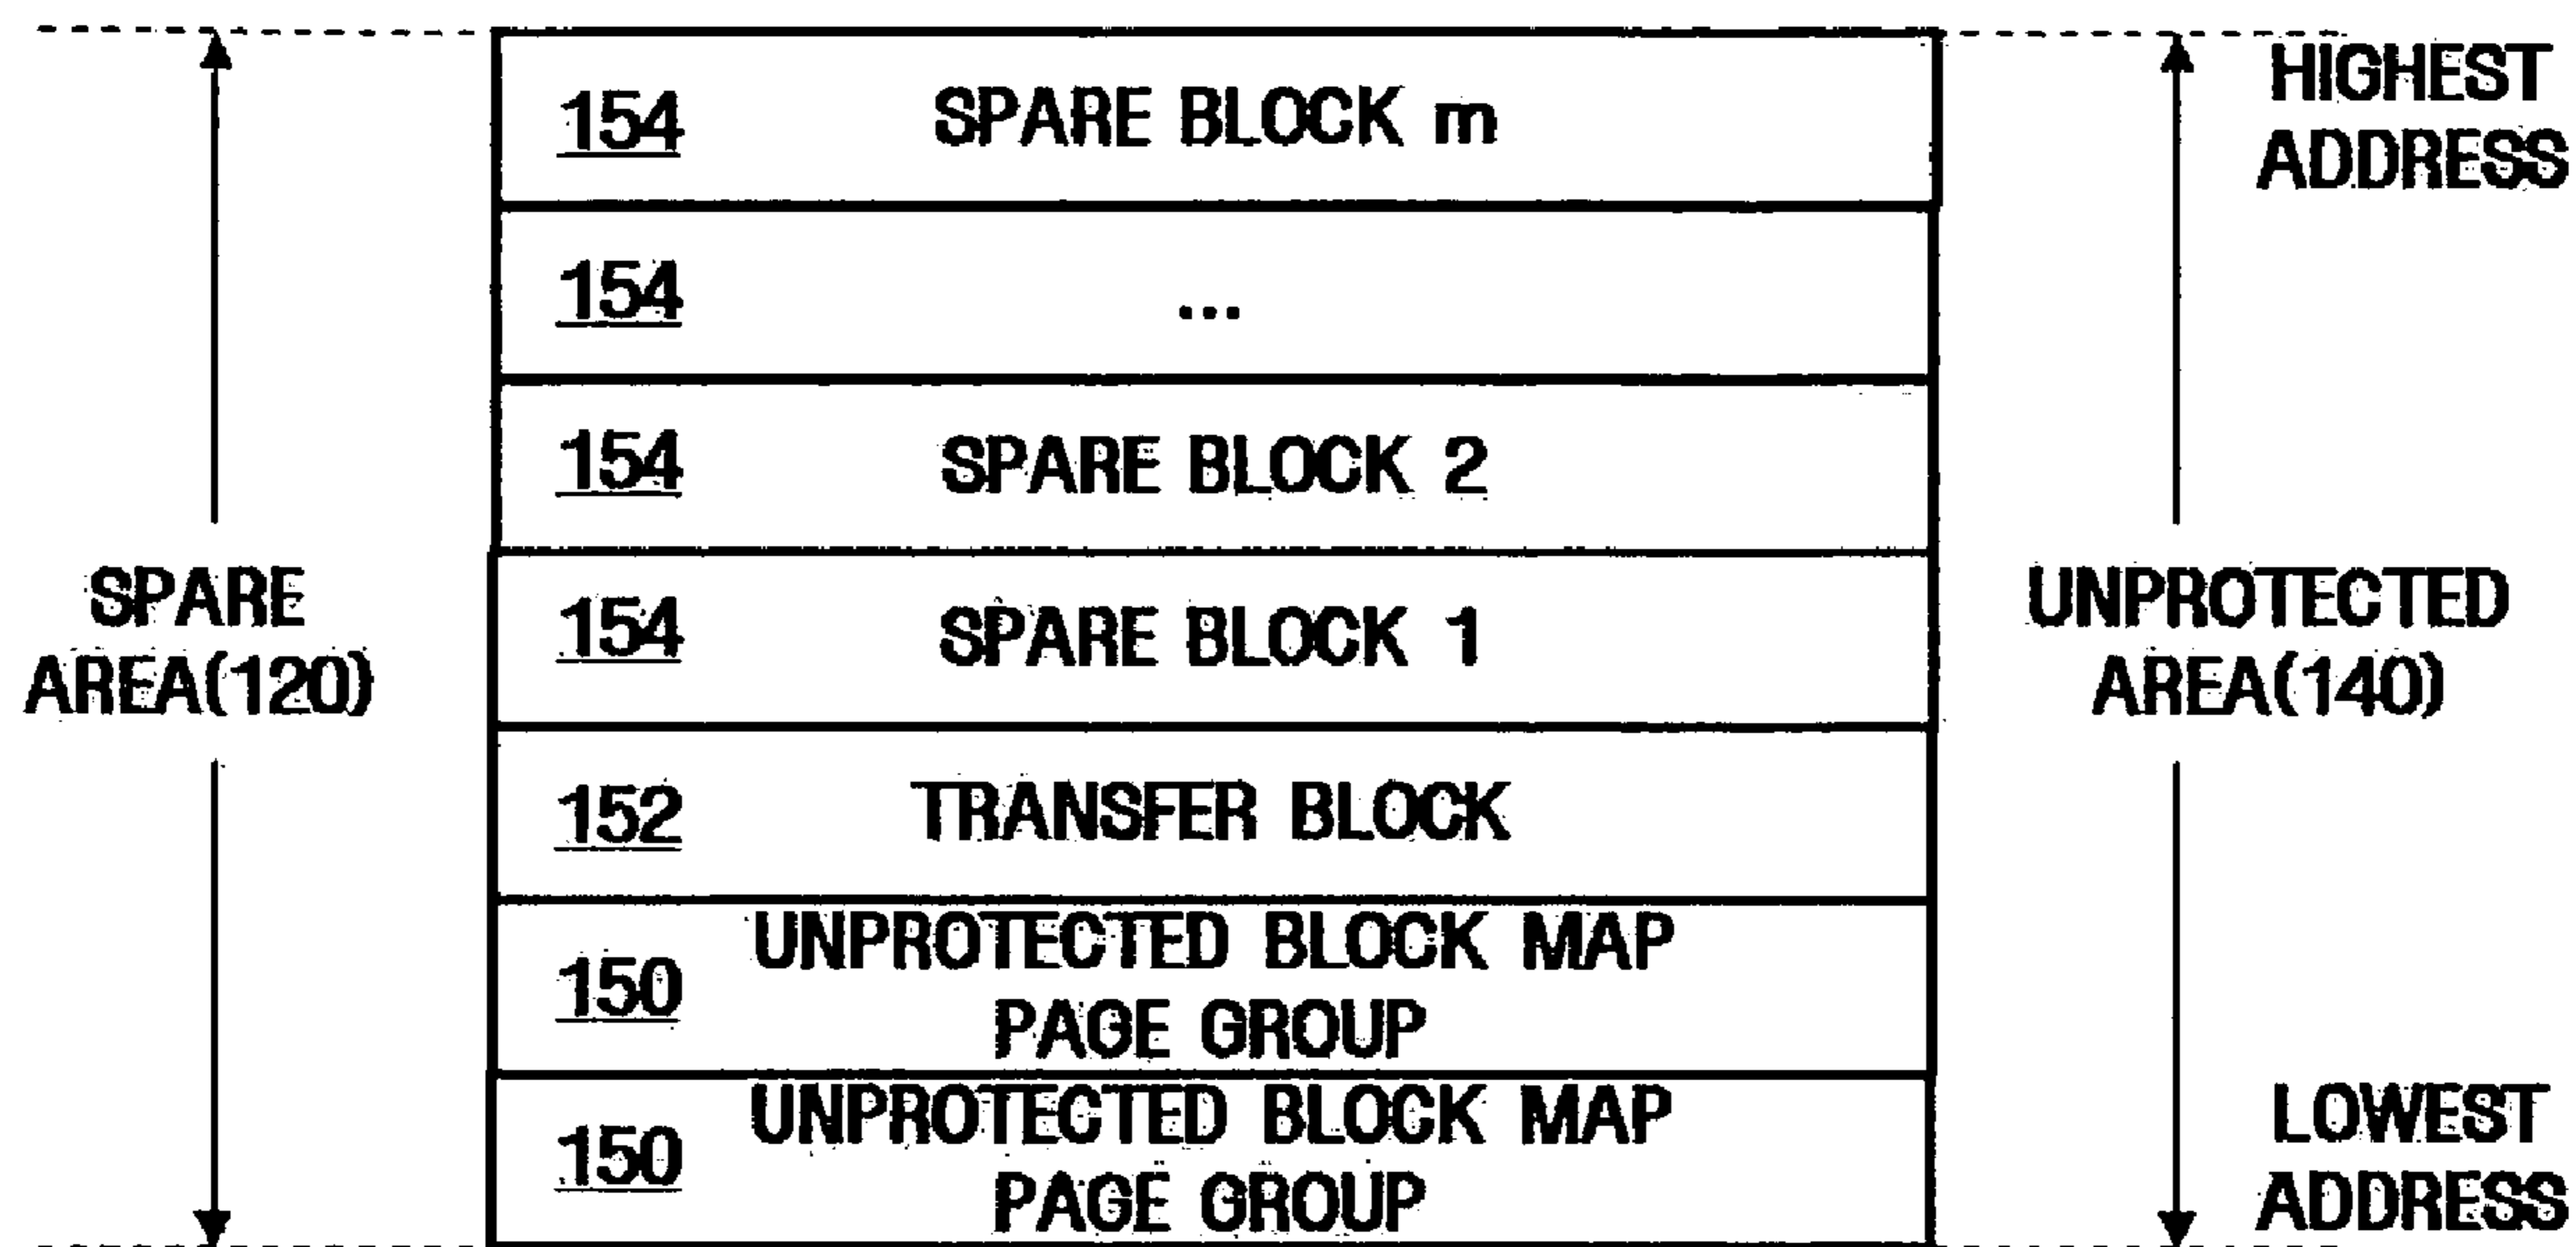 HIGHEST
ADDRESS
154 SPARE BLOCK m
154 ...
154 SPARE BLOCK 2
154 SPARE BLOCK 1
SPARE
AREA(120)
UNPROTECTED
AREA(140)
152 TRANSFER BLOCK
150 UNPROTECTED BLOCK MAP
PAGE GROUP
150 UNPROTECTED BLOCK MAP
PAGE GROUP
LOWEST
ADDRESS